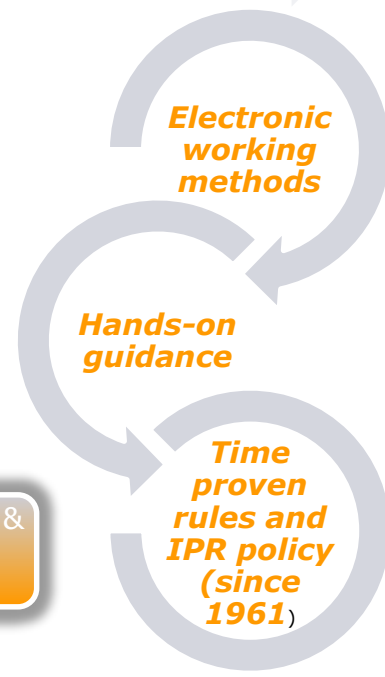 Electronic
working
methods
Hands-on
guidance
Time
proven
rules and
IPR policy
(since
1961)
&